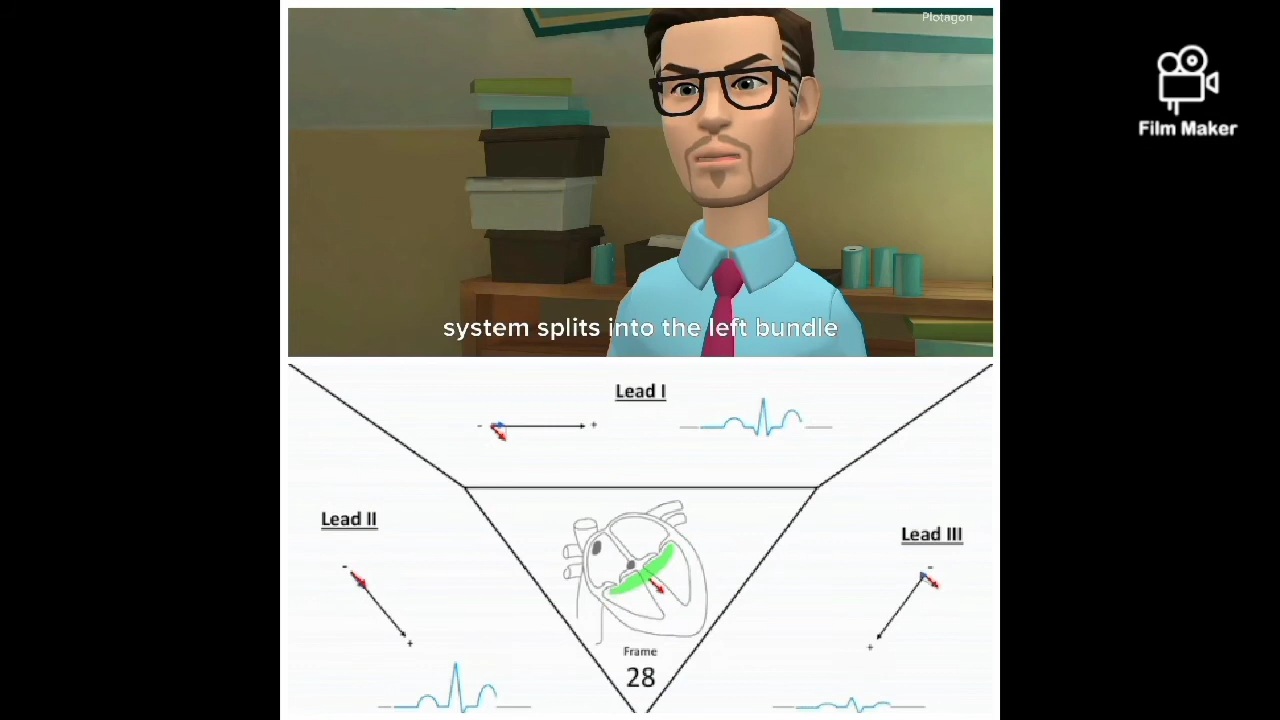 Plotagon
Film Maker
system splits into the left bundle
Lead I
- +
Lead II
-
+
Lead III
-
+
Frame
28